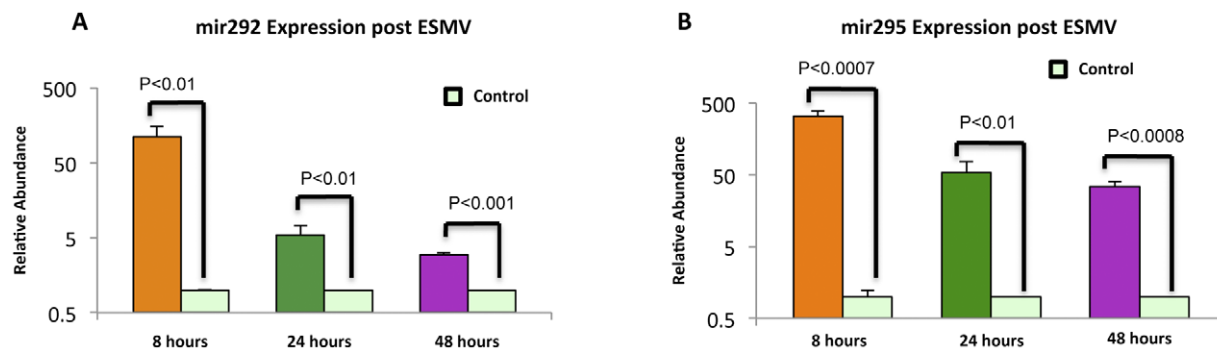 A
mir292 Expression post ESMV
Relative Abundance
500
50
5
0.5
P<0.01
P<0.01
P<0.001
Control
8 hours
24 hours
48 hours
B
mir295 Expression post ESMV
Relative Abundance
500
50
5
0.5
P<0.0007
P<0.01
P<0.0008
Control
8 hours
24 hours
48 hours